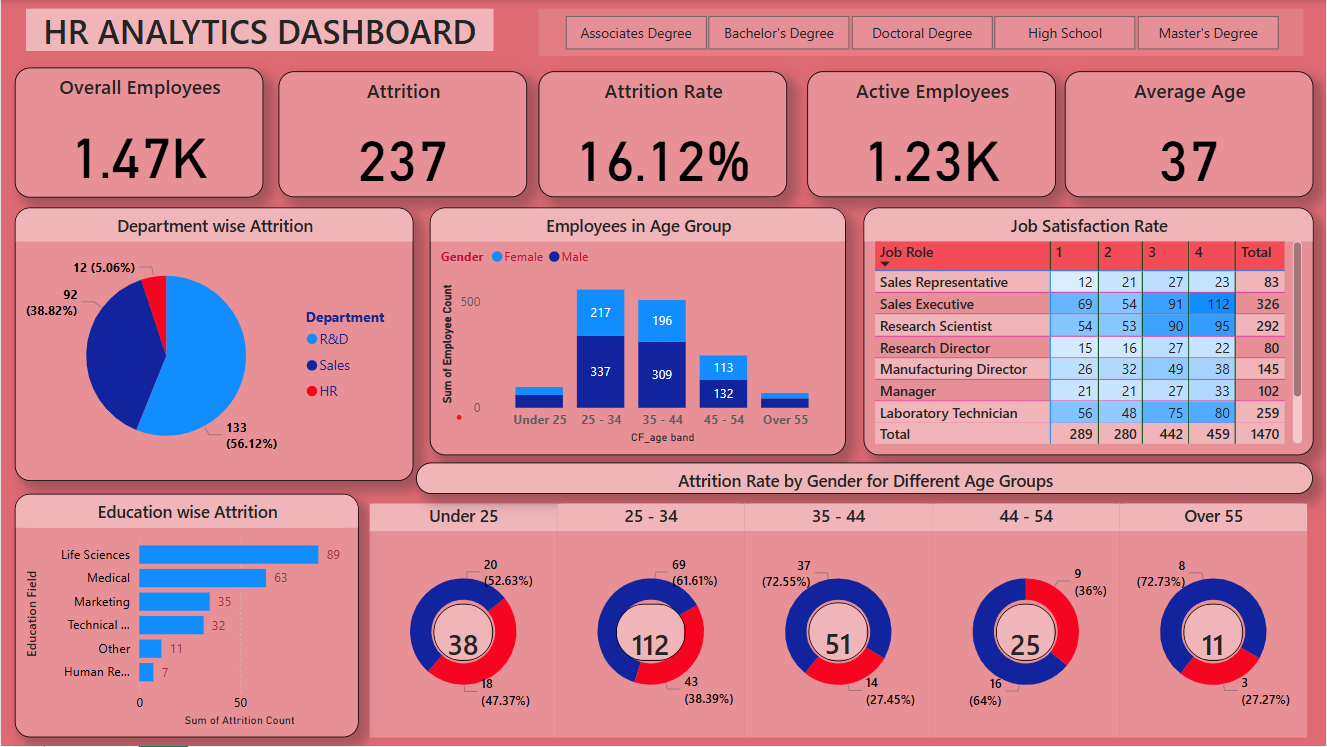 HR ANALYTICS DASHBOARD
Associates Degree
Bachelor's Degree
Doctoral Degree
High School
Master's Degree
Overall Employees
1.47K
Attrition
237
Attrition Rate
16.12%
Active Employees
1.23K
Average Age
37
Department wise Attrition
12 (5.06%)
92
(38.82%)
133
(56.12%)
Department
R&D
Sales
HR
Employees in Age Group
Gender Female Male
Sum of Employee Count
500
0
217
337
196
309
113
132
Under 25 25 - 34 35 - 44 45 - 54 Over 55
CF_age band
Job Satisfaction Rate
Job Role 1 2 3 4 Total
Sales Representative 12 21 27 23 83
Sales Executive 69 54 91 112 326
Research Scientist 54 53 90 95 292
Research Director 15 16 27 22 80
Manufacturing Director 26 32 49 38 145
Manager 21 21 27 33 102
Laboratory Technician 56 48 75 80 259
Total 289 280 442 459 1470
Education wise Attrition
Education Field
Life Sciences 89
Medical 63
Marketing 35
Technical ... 32
Other 11
Human Re... 7
0 50
Sum of Attrition Count
Attrition Rate by Gender for Different Age Groups
Under 25
20
(52.63%)
38
18
(47.37%)
25 - 34
69
(61.61%)
112
43
(38.39%)
35 - 44
37
(72.55%)
51
14
(27.45%)
44 - 54
9
(36%)
25
16
(64%)
Over 55
8
(72.73%)
11
3
(27.27%)